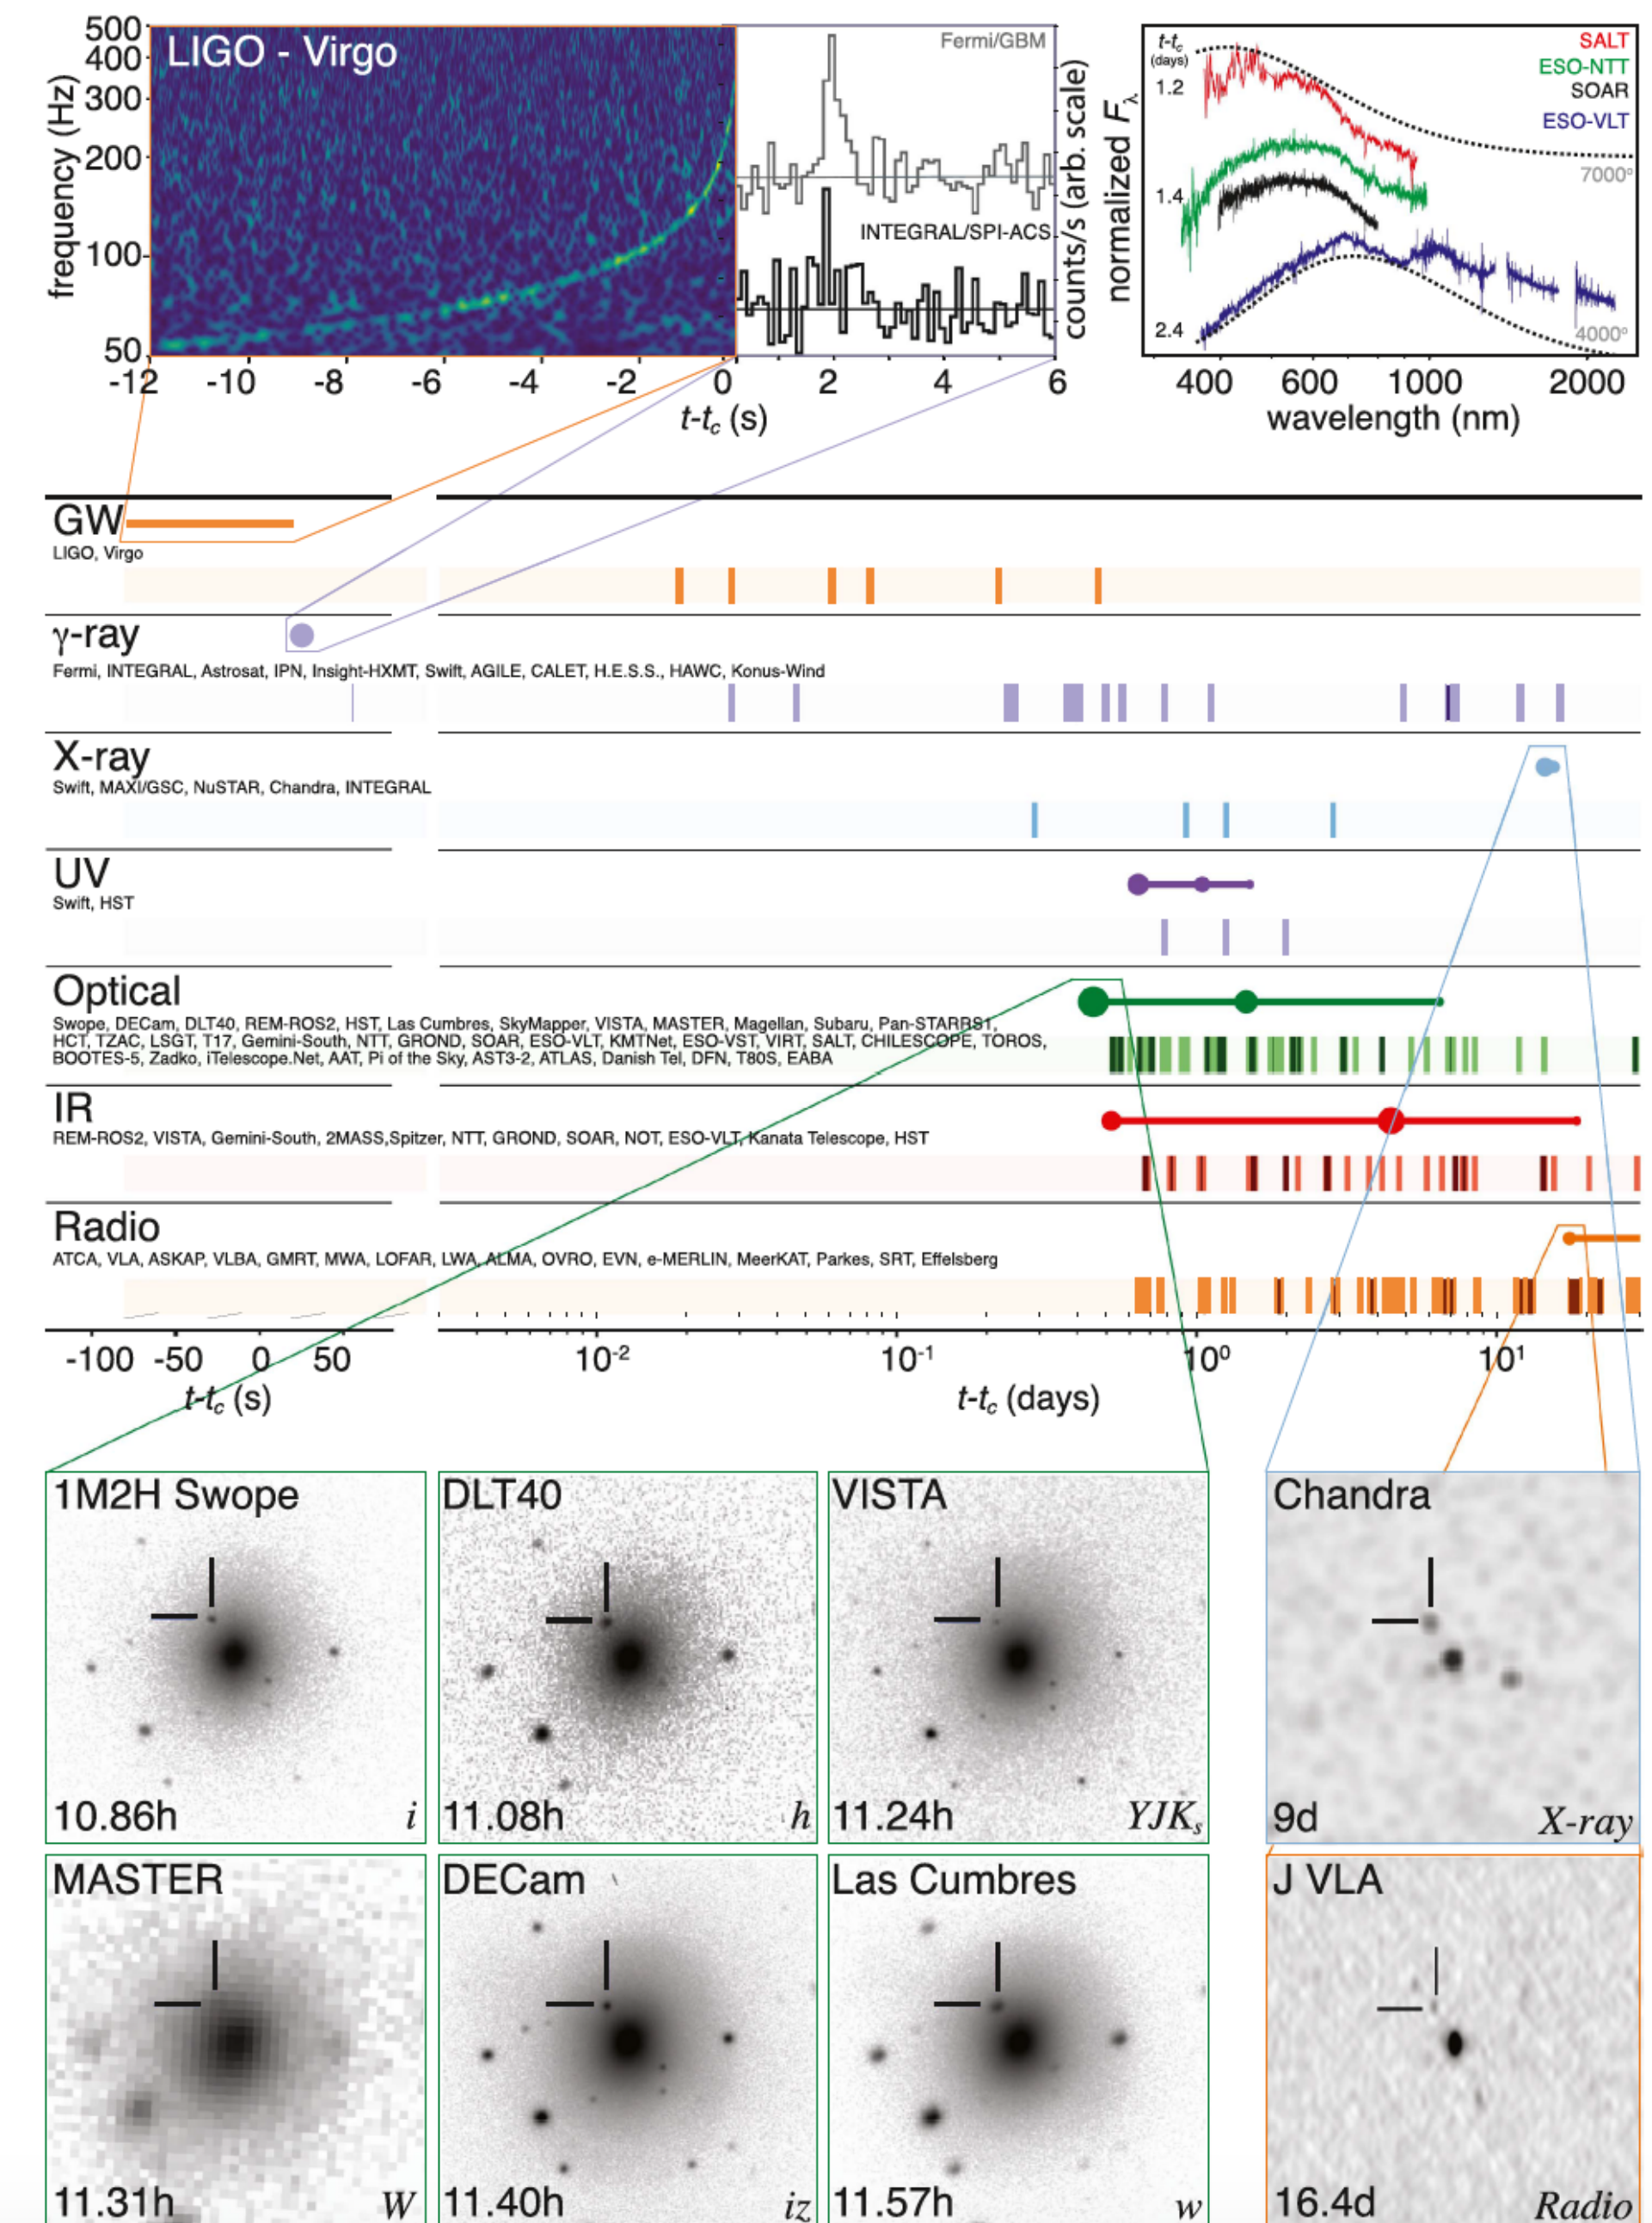 500
400
300
200
100
50
frequency (Hz)
LIGO - Virgo
Fermi/GBM
INTEGRAL/SPI-ACS
counts/s (arb. scale)
-12 -10 -8 -6 -4 -2 0 2 4 6
t-tc (s)
normalized Fλ
t-tc
(days)
1.2
1.4
2.4
SALT
ESO-NTT
SOAR
ESO-VLT
7000°
4000°
400 600 1000 2000
wavelength (nm)
GW
LIGO, Virgo
γ-ray
Fermi, INTEGRAL, Astrosat, IPN, Insight-HXMT, Swift, AGILE, CALET, H.E.S.S., HAWC, Konus-Wind
X-ray
Swift, MAXI/GSC, NuSTAR, Chandra, INTEGRAL
UV
Swift, HST
Optical
Swope, DECam, DLT40, REM-ROS2, HST, Las Cumbres, SkyMapper, VISTA, MASTER, Magellan, Subaru, Pan-STARRS1,
HCT, TZAC, LSGT, T17, Gemini-South, NTT, GROND, SOAR, ESO-VLT, KMTNet, ESO-VST, VIRT, SALT, CHILESCOPE, TOROS,
BOOTES-5, Zadko, iTelescope.Net, AAT, Pi of the Sky, AST3-2, ATLAS, Danish Tel, DFN, T80S, EABA
IR
REM-ROS2, VISTA, Gemini-South, 2MASS,Spitzer, NTT, GROND, SOAR, NOT, ESO-VLT, Kanata Telescope, HST
Radio
ATCA, VLA, ASKAP, VLBA, GMRT, MWA, LOFAR, LWA, ALMA, OVRO, EVN, e-MERLIN, MeerKAT, Parkes, SRT, Effelsberg
-100 -50 0 50 10-2 10-1 100 101
t-tc (s) t-tc (days)
1M2H Swope
10.86h i
DLT40
11.08h h
VISTA
11.24h YJKs
Chandra
9d X-ray
MASTER
11.31h W
DECam
11.40h iz
Las Cumbres
11.57h w
J VLA
16.4d Radio